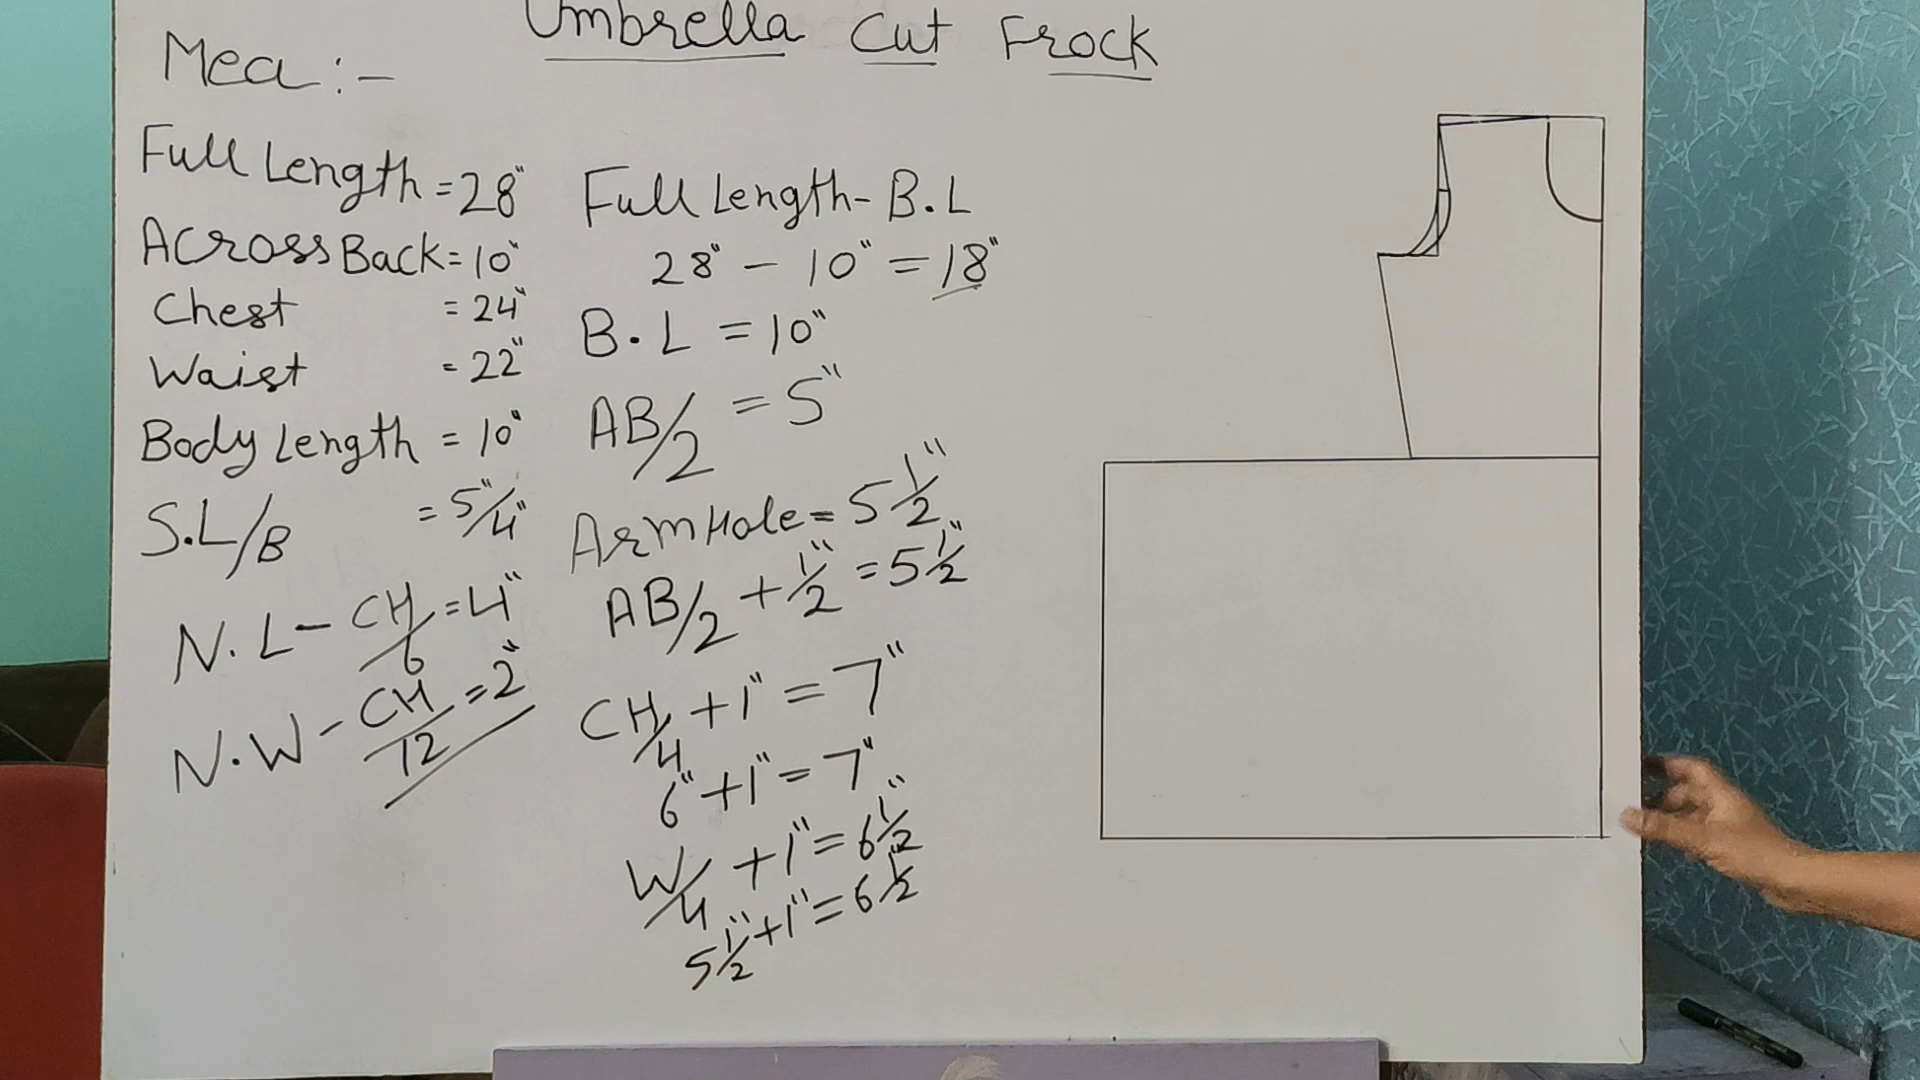 Umbrella Cut Frock
Mea :-
Full Length = 28"
Across Back = 10"
Chest = 24"
Waist = 22"
Body Length = 10"
S.L/B = 5"/4"
N.L - CH/6 = 4"
N.W - CH/12 = 2"
Full Length - B.L
28" - 10" = 18"
B.L = 10"
AB/2 = 5"
ArmHole = 5 1/2"
AB/2 + 1/2" = 5 1/2"
CH/4 + 1" = 7"
6" + 1" = 7"
W/4 + 1" = 6 1/2"
5 1/2" + 1" = 6 1/2